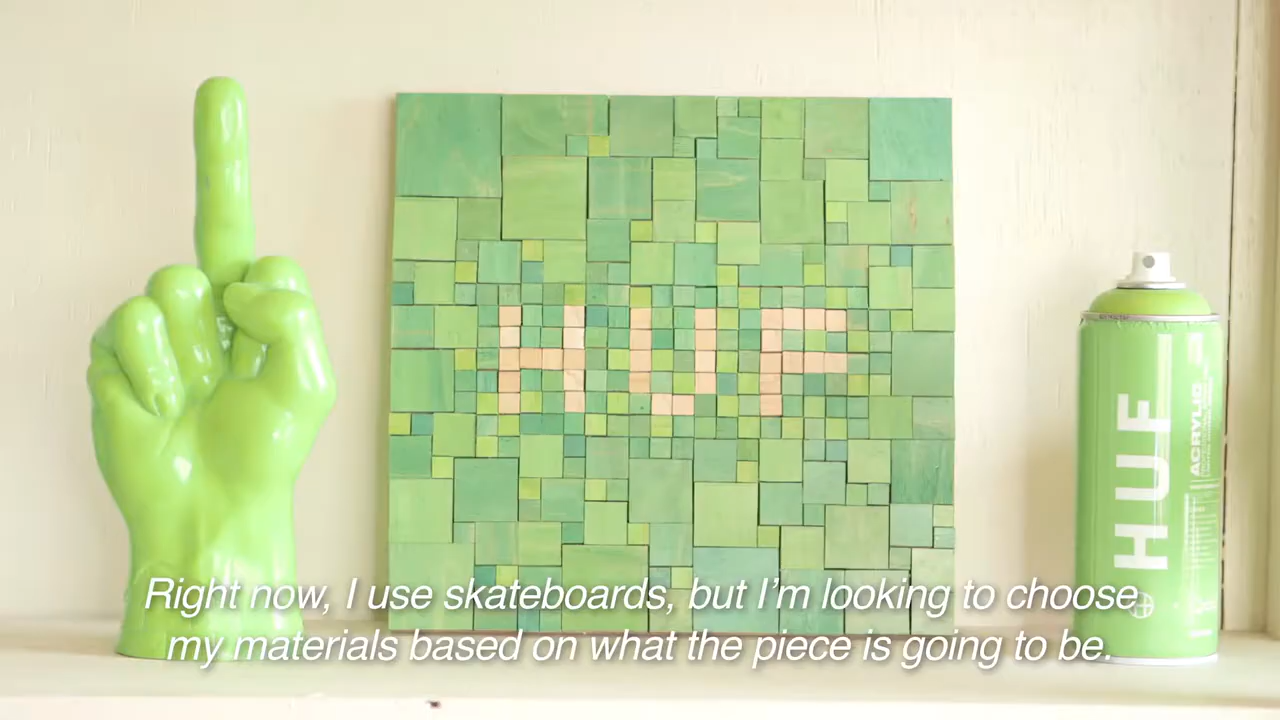 HUF
HUF
ACRYLIC
Right now, I use skateboards, but I'm looking to choose
my materials based on what the piece is going to be.